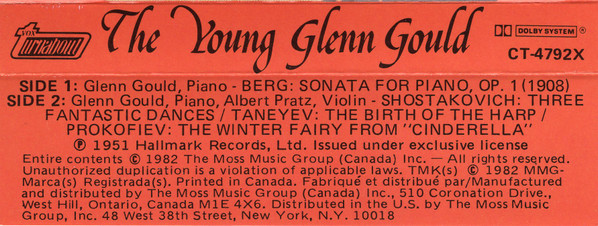 VOX
turnabout
The Young Glenn Gould
DOLBY SYSTEM ®
CT-4792X
SIDE 1: Glenn Gould, Piano - BERG: SONATA FOR PIANO, OP. 1 (1908)
SIDE 2: Glenn Gould, Piano, Albert Pratz, Violin - SHOSTAKOVICH: THREE
FANTASTIC DANCES / TANEYEV: THE BIRTH OF THE HARP /
PROKOFIEV: THE WINTER FAIRY FROM "CINDERELLA"
℗ 1951 Hallmark Records, Ltd. Issued under exclusive license
Entire contents © 1982 The Moss Music Group (Canada) Inc. — All rights reserved.
Unauthorized duplication is a violation of applicable laws. TMK(s) © 1982 MMG-
Marca(s) Registrada(s). Printed in Canada. Fabriqué et distribué par/Manufactured
and distributed by The Moss Music Group (Canada) Inc., 510 Coronation Drive.,
West Hill, Ontario, Canada M1E 4X6. Distributed in the U.S. by The Moss Music
Group, Inc. 48 West 38th Street, New York, N.Y. 10018